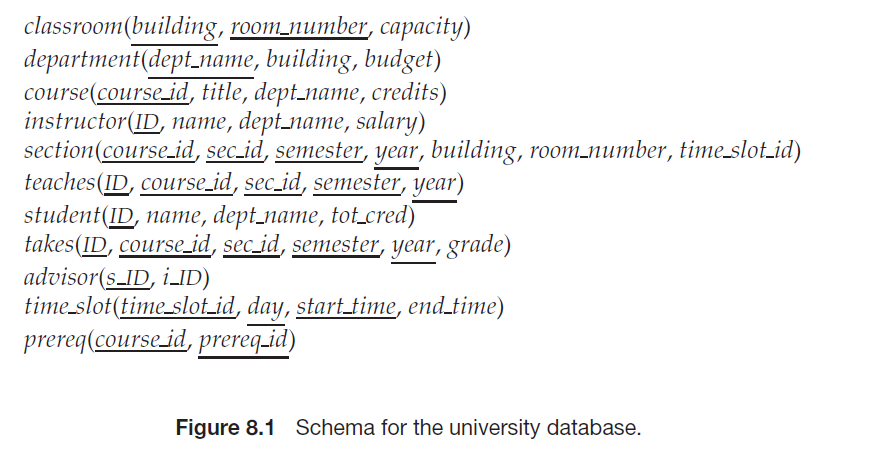 classroom(building, room_number, capacity)
department(dept_name, building, budget)
course(course_id, title, dept_name, credits)
instructor(ID, name, dept_name, salary)
section(course_id, sec_id, semester, year, building, room_number, time_slot_id)
teaches(ID, course_id, sec_id, semester, year)
student(ID, name, dept_name, tot_cred)
takes(ID, course_id, sec_id, semester, year, grade)
advisor(s_ID, i_ID)
time_slot(time_slot_id, day, start_time, end_time)
prereq(course_id, prereq_id)
Figure 8.1 Schema for the university database.